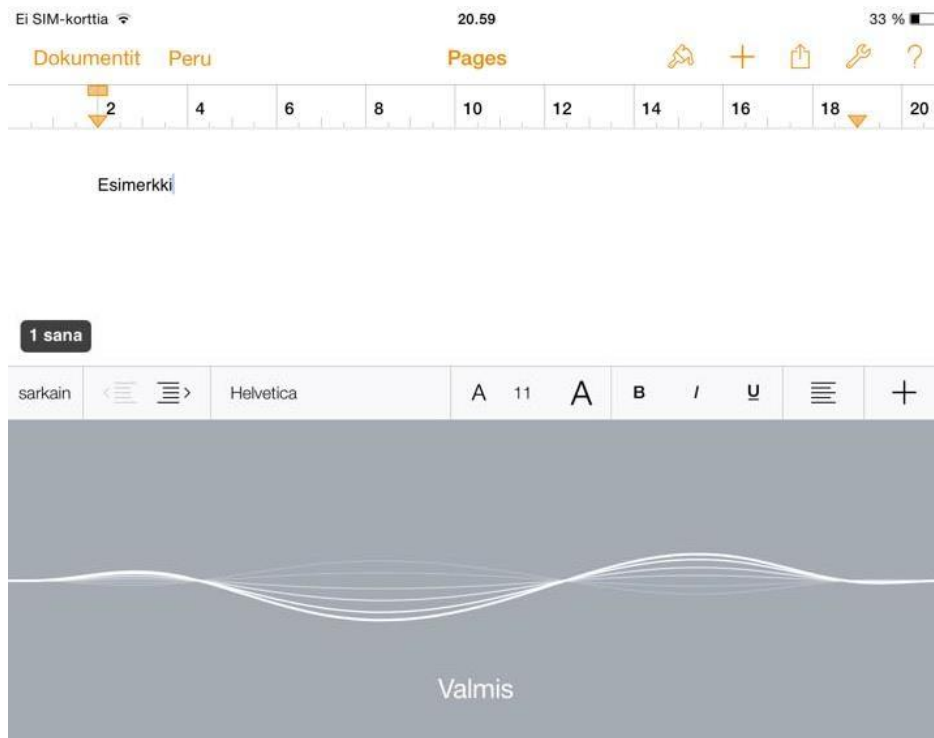 Ei SIM-korttia 20.59 33 %
Dokumentit Peru Pages ?
2 4 6 8 10 12 14 16 18 20
Esimerkki
1 sana
sarkain Helvetica A 11 A B I U
Valmis